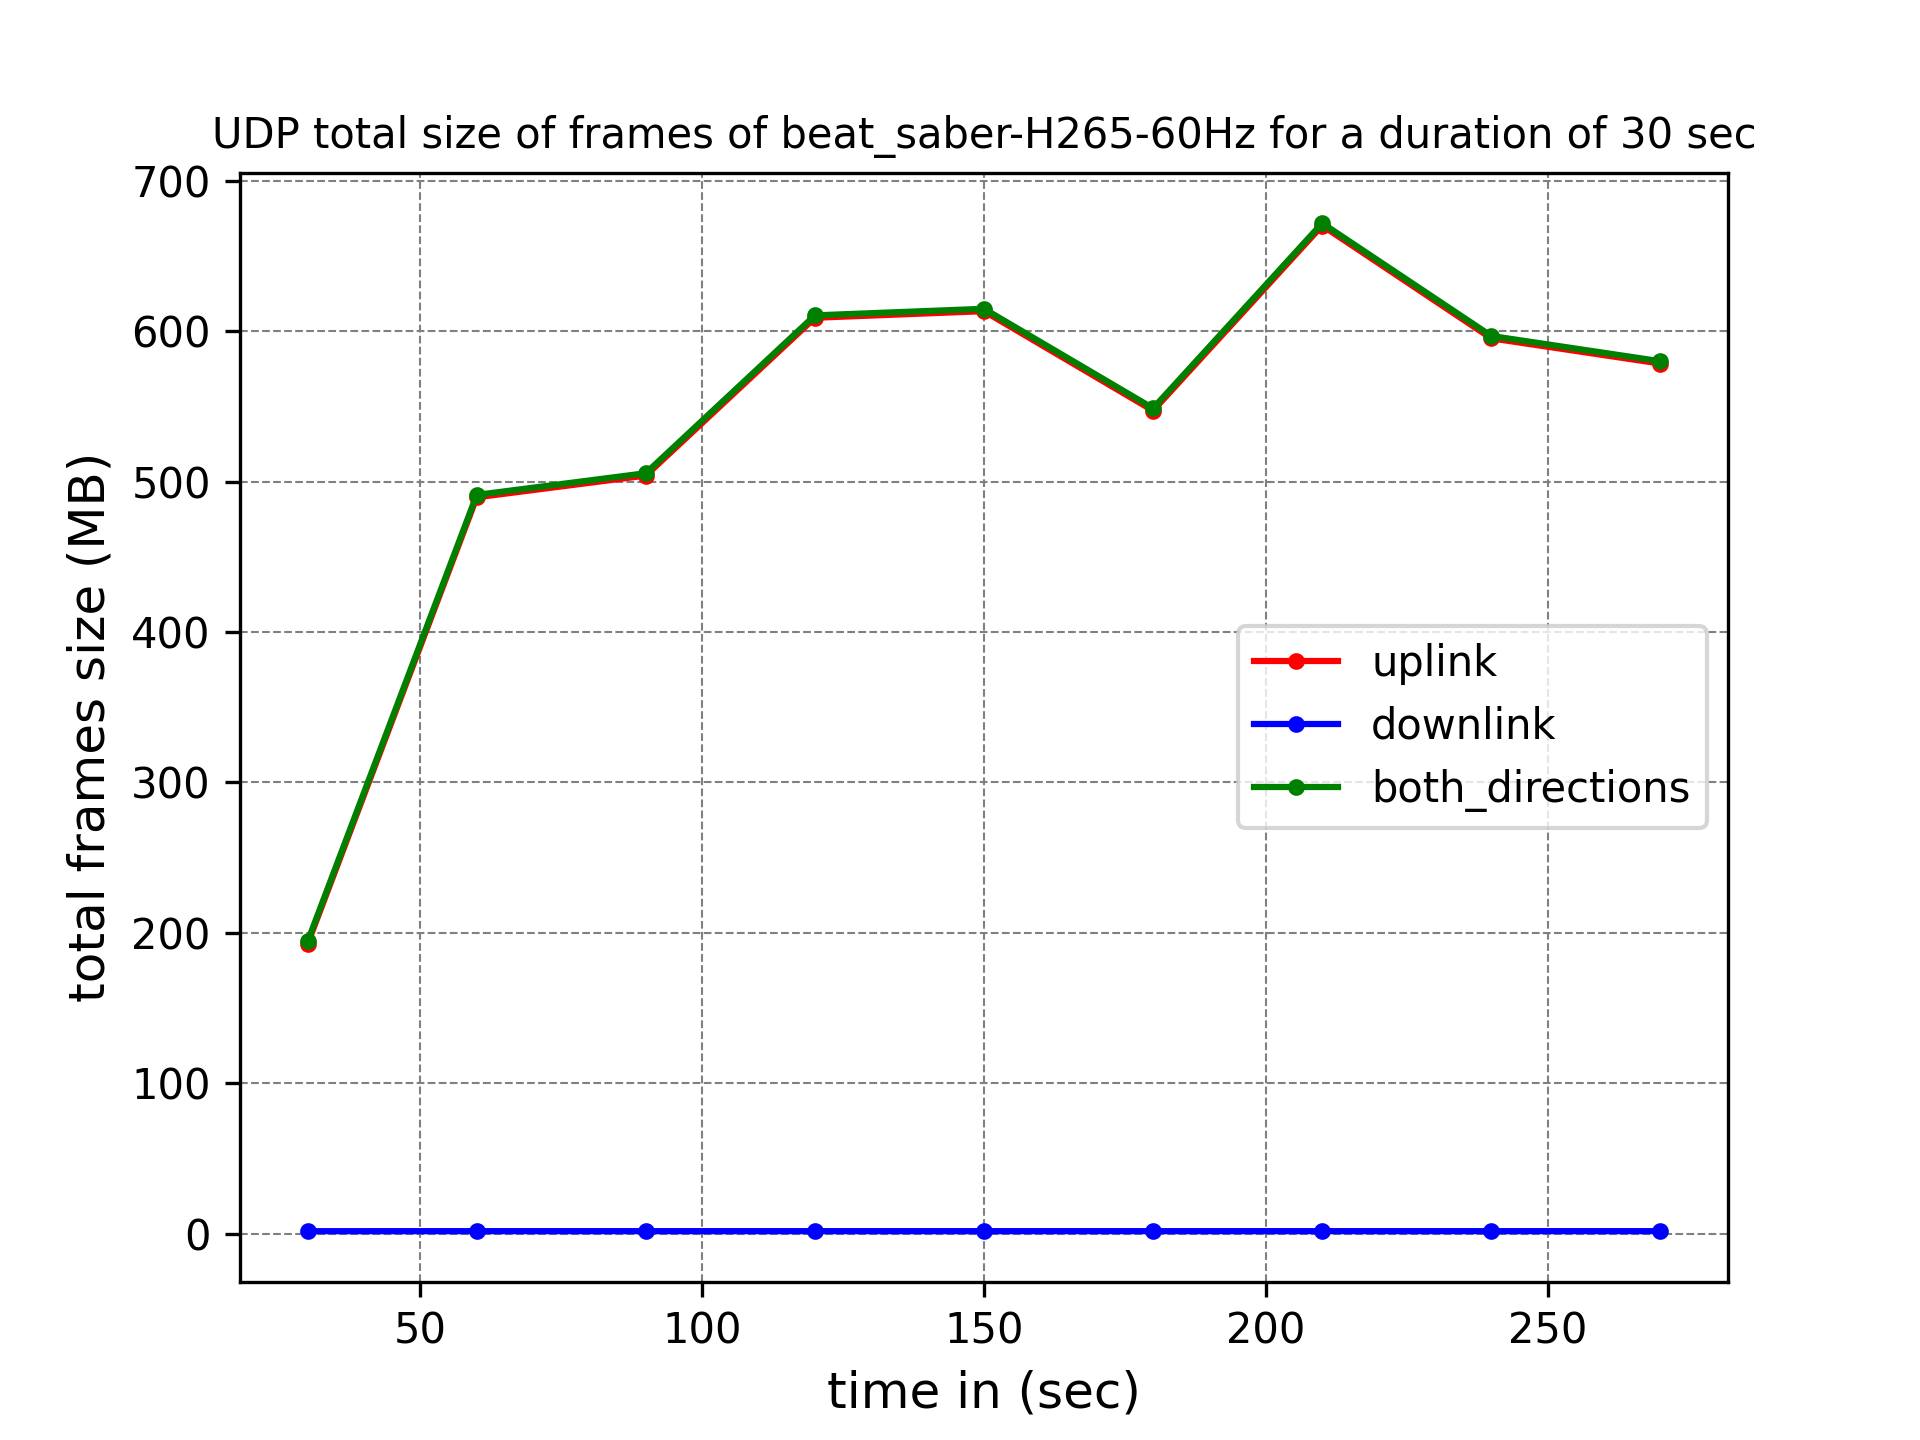 UDP total size of frames of beat_saber-H265-60Hz for a duration of 30 sec
700
600
500
400
300
200
100
0
total frames size (MB)
uplink
downlink
both_directions
50 100 150 200 250
time in (sec)